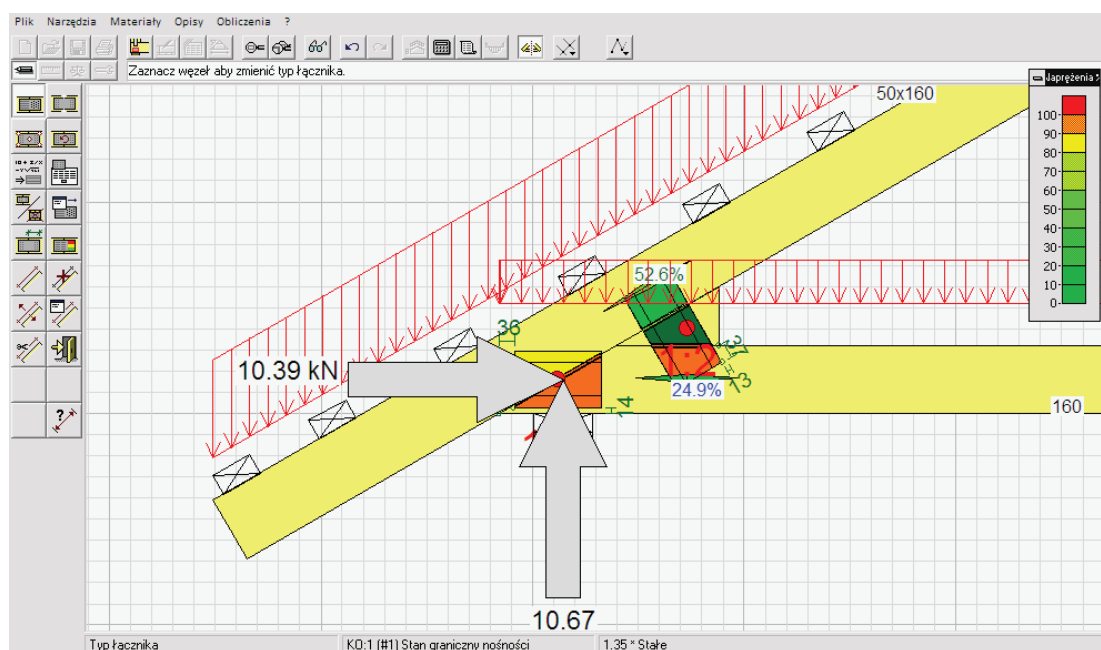 Plik Narzędzia Materiały Opisy Obliczenia ?
Zaznacz węzeł aby zmienić typ łącznika.
Japrężenia
50x160
100
90
80
70
60
50
40
30
20
10
0
52.6%
36
10.39 kN
37
13
24.9%
14
160
10.67
Typ łącznika
KO:1 (#1) Stan graniczny nośności
1.35 * Stałe